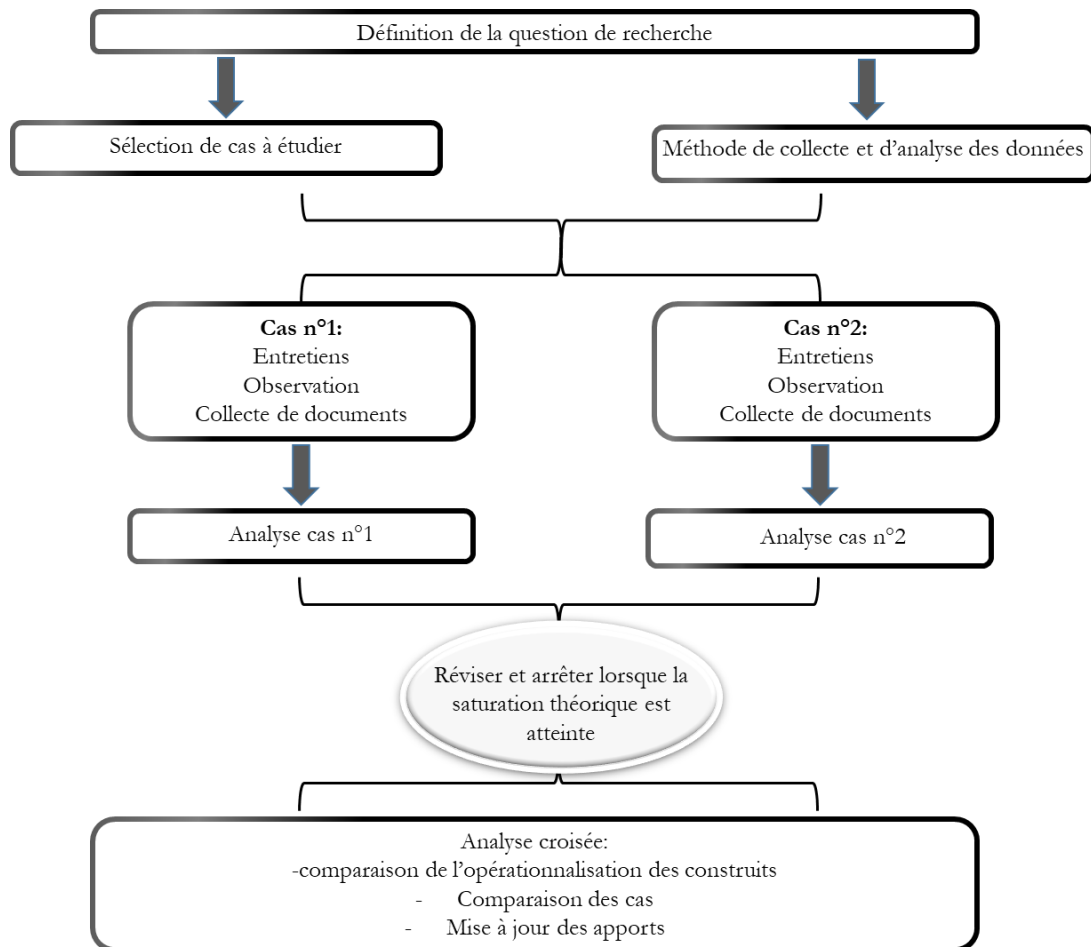 Définition de la question de recherche
Sélection de cas à étudier
Méthode de collecte et d'analyse des données
Cas n°1:
Entretiens
Observation
Collecte de documents
Cas n°2:
Entretiens
Observation
Collecte de documents
Analyse cas n°1
Analyse cas n°2
Réviser et arrêter lorsque la
saturation théorique est
atteinte
Analyse croisée:
-comparaison de l'opérationnalisation des construits
- Comparaison des cas
- Mise à jour des apports